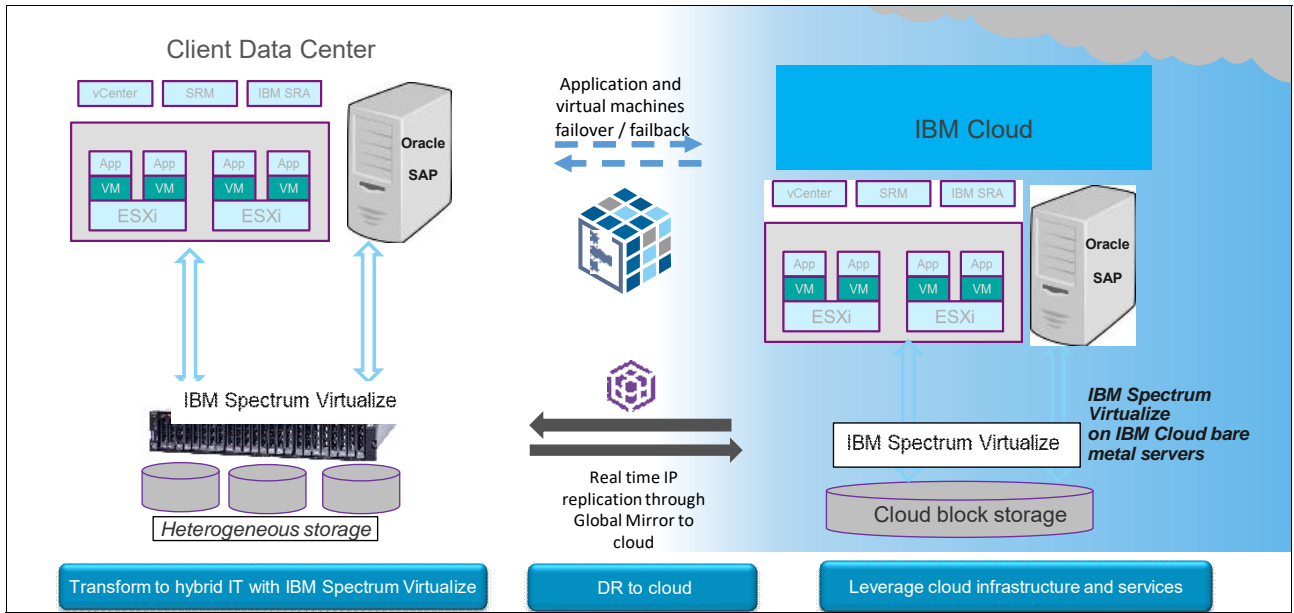 Client Data Center
vCenter
SRM
IBM SRA
App
App
App
App
VM
VM
VM
VM
ESXi
ESXi
Oracle
SAP
IBM Spectrum Virtualize
Heterogeneous storage
Transform to hybrid IT with IBM Spectrum Virtualize
Application and
virtual machines
failover / failback
Real time IP
replication through
Global Mirror to
cloud
DR to cloud
IBM Cloud
vCenter
SRM
IBM SRA
App
App
App
App
VM
VM
VM
VM
ESXi
ESXi
Oracle
SAP
IBM Spectrum
Virtualize
on IBM Cloud bare
metal servers
IBM Spectrum Virtualize
Cloud block storage
Leverage cloud infrastructure and services